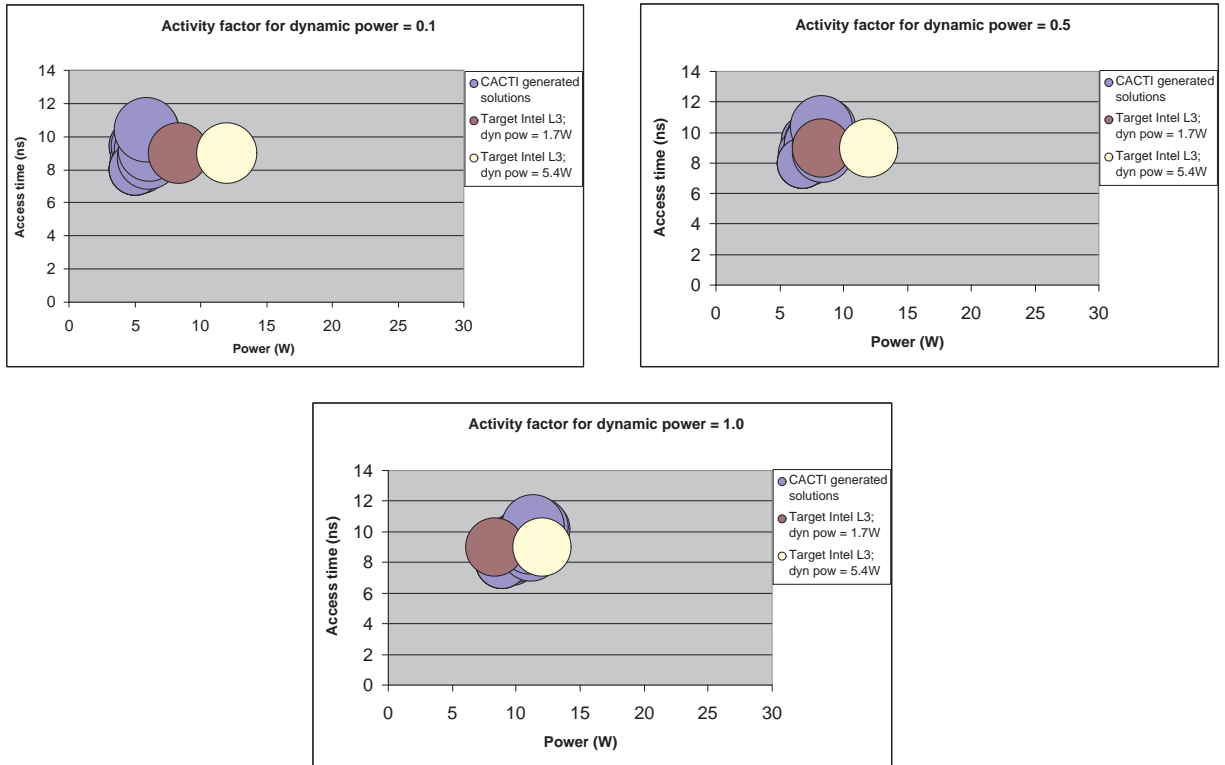 Activity factor for dynamic power = 0.1
14
12
10
8
6
4
2
0
Access time (ns)
0 5 10 15 20 25 30
Power (W)
CACTI generated
solutions
Target Intel L3;
dyn pow = 1.7W
Target Intel L3;
dyn pow = 5.4W
Activity factor for dynamic power = 0.5
14
12
10
8
6
4
2
0
Access time (ns)
0 5 10 15 20 25 30
Power (W)
CACTI generated
solutions
Target Intel L3;
dyn pow = 1.7W
Target Intel L3;
dyn pow = 5.4W
Activity factor for dynamic power = 1.0
14
12
10
8
6
4
2
0
Access time (ns)
0 5 10 15 20 25 30
Power (W)
CACTI generated
solutions
Target Intel L3;
dyn pow = 1.7W
Target Intel L3;
dyn pow = 5.4W